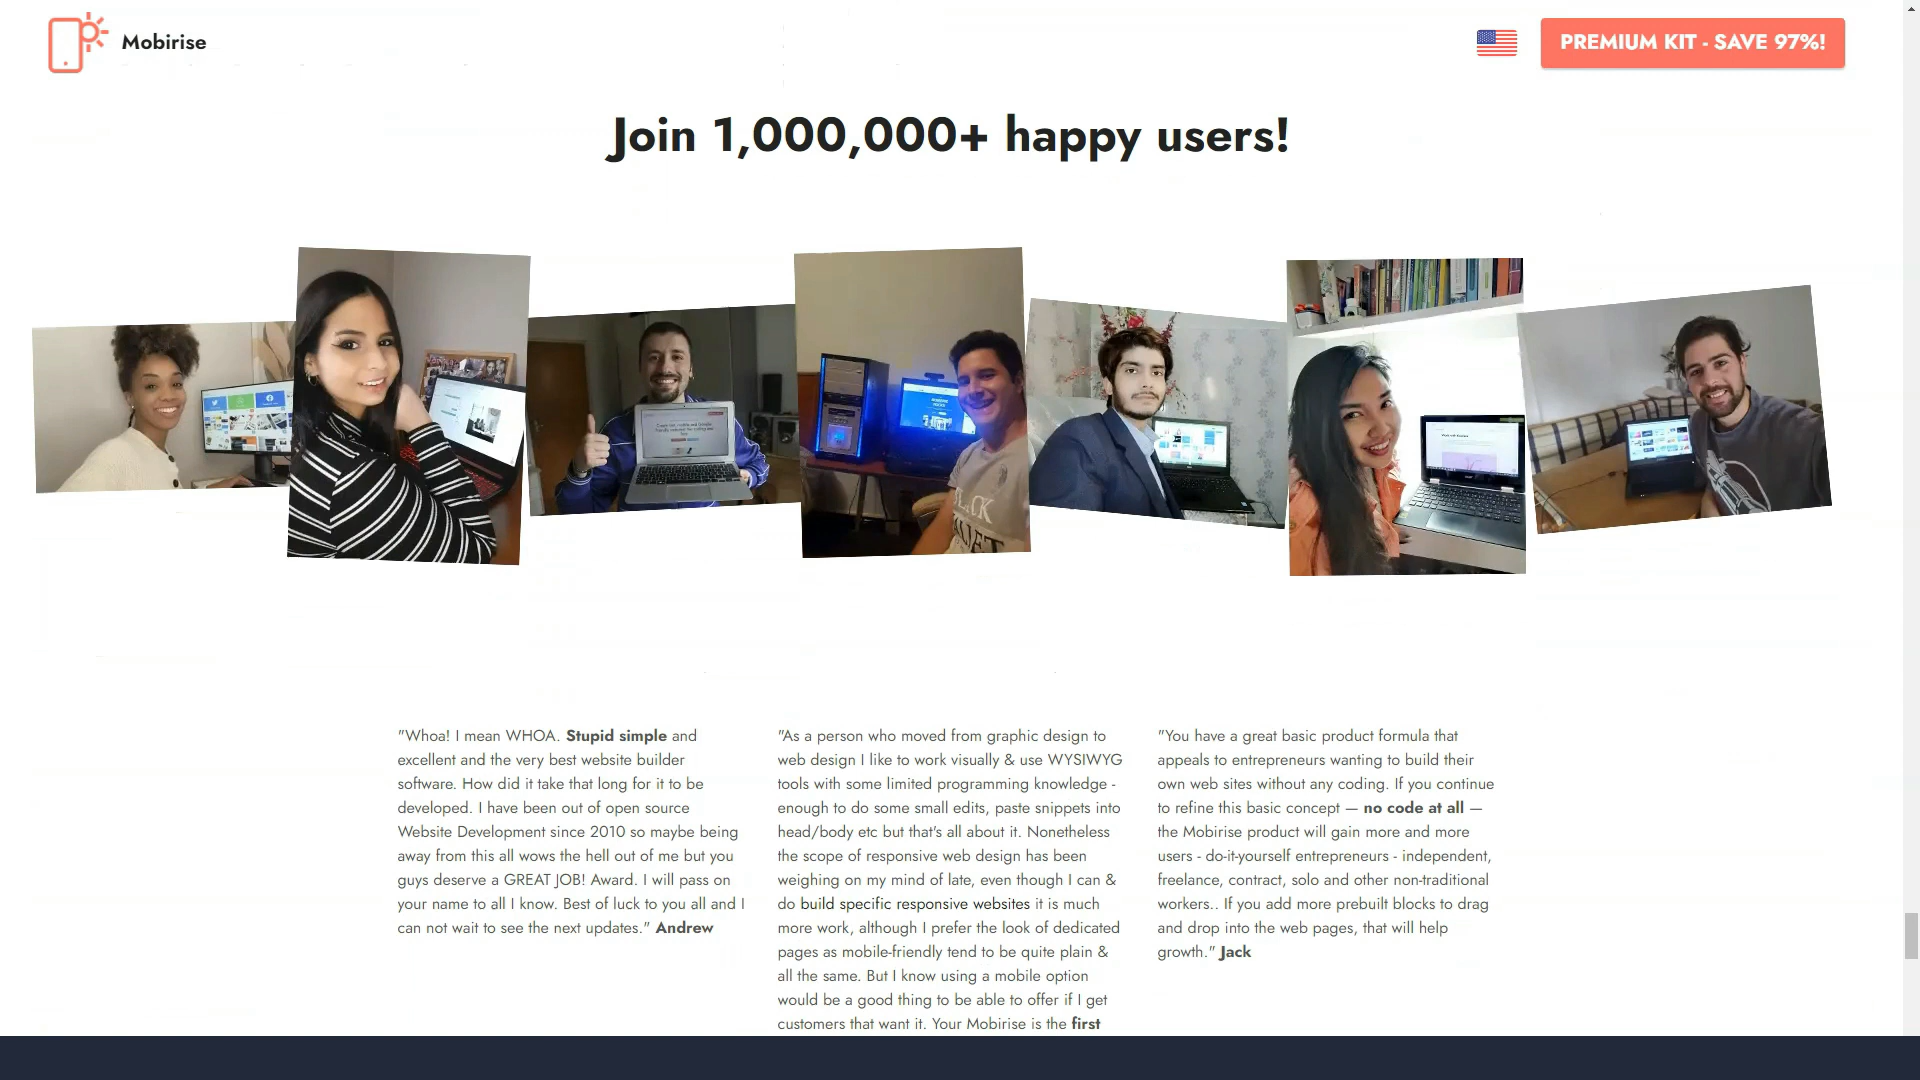 Mobirise
PREMIUM KIT - SAVE 97%!
Join 1,000,000+ happy users!
"Whoa! I mean WHOA. Stupid simple and
excellent and the very best website builder
software. How did it take that long for it to be
developed. I have been out of open source
Website Development since 2010 so maybe being
away from this all wows the hell out of me but you
guys deserve a GREAT JOB! Award. I will pass on
your name to all I know. Best of luck to you all and I
can not wait to see the next updates." Andrew
"As a person who moved from graphic design to
web design I like to work visually & use WYSIWYG
tools with some limited programming knowledge -
enough to do some small edits, paste snippets into
head/body etc but that's all about it. Nonetheless
the scope of responsive web design has been
weighing on my mind of late, even though I can &
do build specific responsive websites it is much
more work, although I prefer the look of dedicated
pages as mobile-friendly tend to be quite plain &
all the same. But I know using a mobile option
would be a good thing to be able to offer if I get
customers that want it. Your Mobirise is the first
"You have a great basic product formula that
appeals to entrepreneurs wanting to build their
own web sites without any coding. If you continue
to refine this basic concept — no code at all —
the Mobirise product will gain more and more
users - do-it-yourself entrepreneurs - independent,
freelance, contract, solo and other non-traditional
workers.. If you add more prebuilt blocks to drag
and drop into the web pages, that will help
growth." Jack